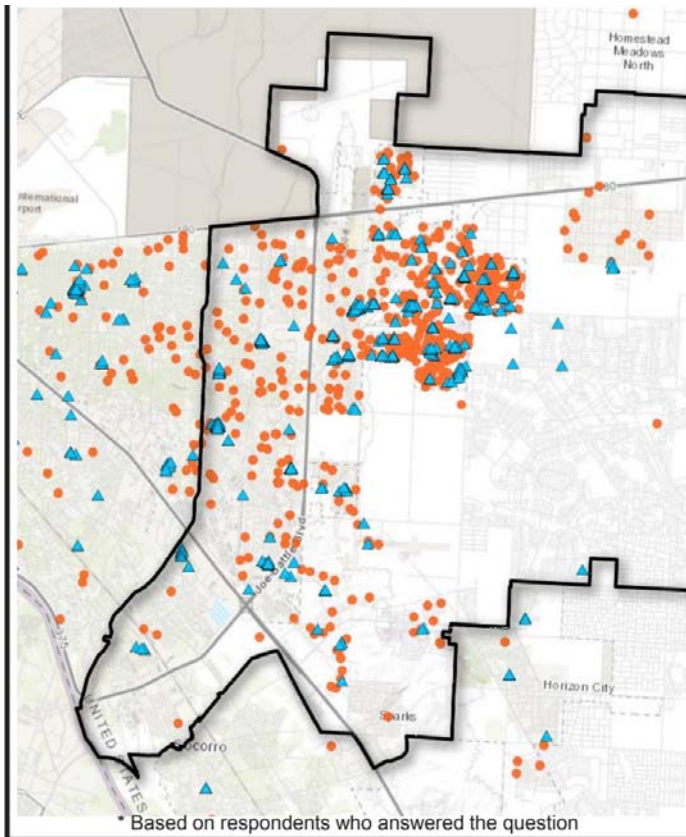 Homestead
Meadows
North
nternational
rport
180
180
Joe Battle Blvd
375
UNITED STATES
Horizon City
Sparks
Socorro
* Based on respondents who answered the question